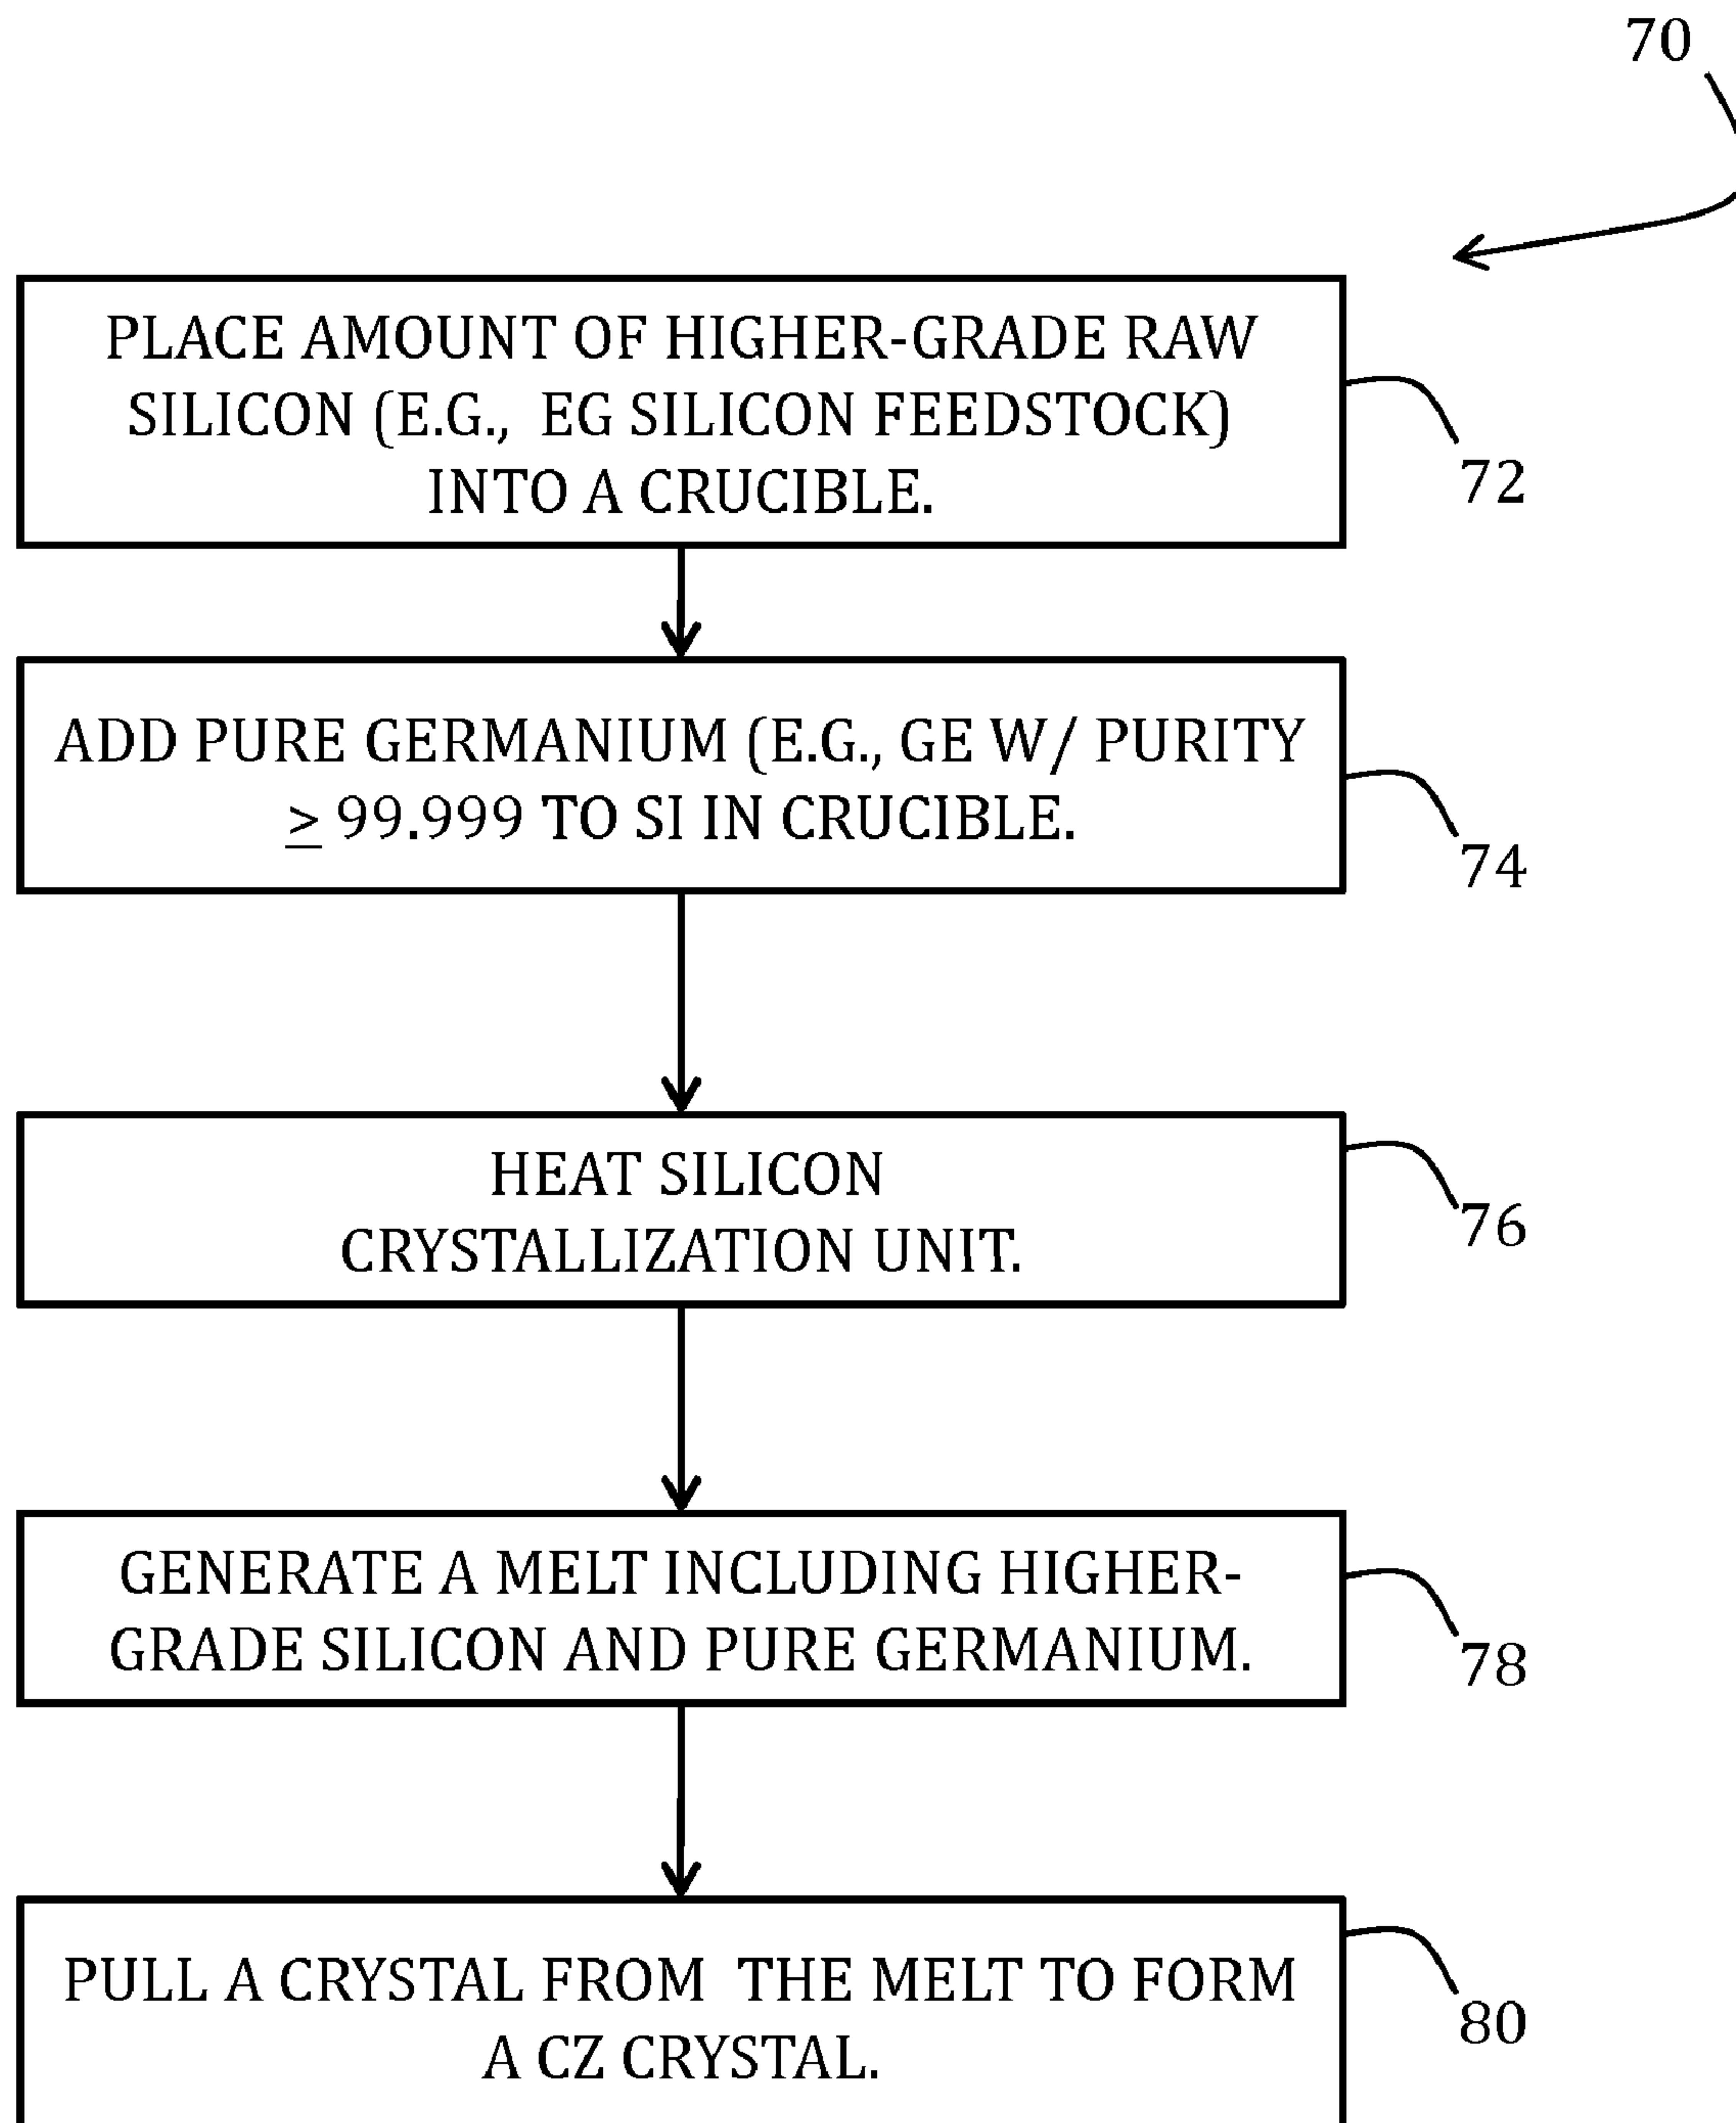 70
PLACE AMOUNT OF HIGHER-GRADE RAW
SILICON (E.G., EG SILICON FEEDSTOCK)
INTO A CRUCIBLE.
72
ADD PURE GERMANIUM (E.G., GE W/ PURITY
≥ 99.999 TO SI IN CRUCIBLE.
74
HEAT SILICON
CRYSTALLIZATION UNIT.
76
GENERATE A MELT INCLUDING HIGHER-
GRADE SILICON AND PURE GERMANIUM.
78
PULL A CRYSTAL FROM THE MELT TO FORM
A CZ CRYSTAL.
80